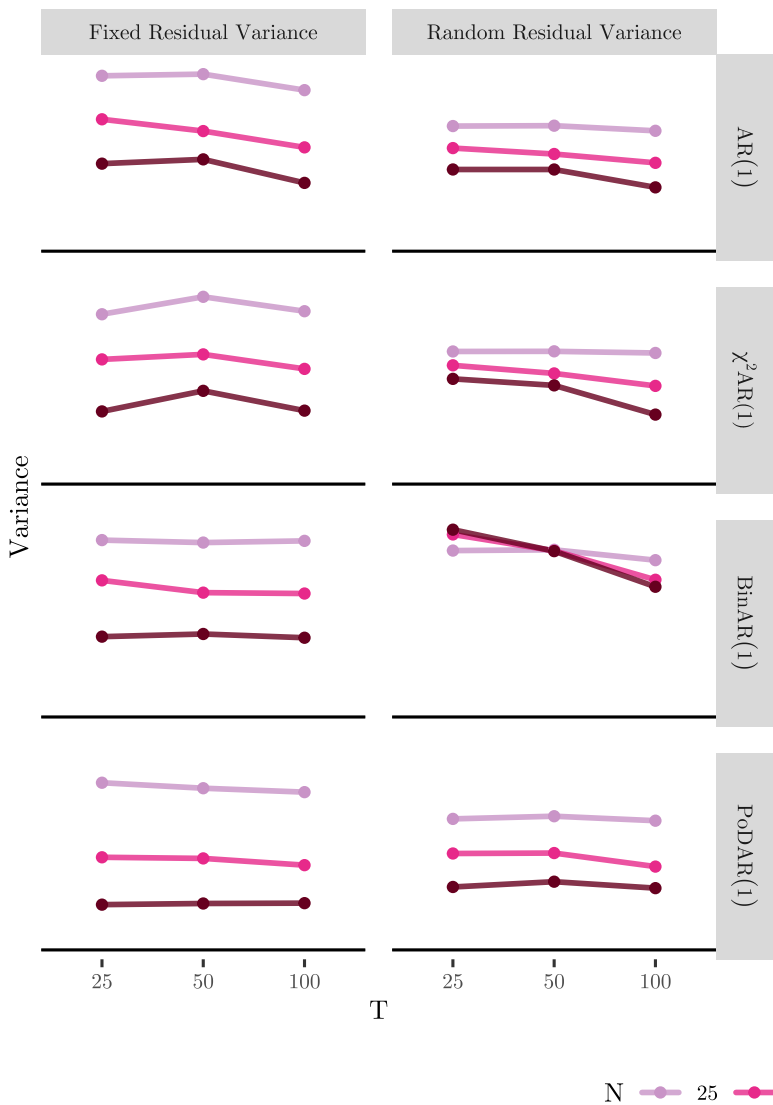 Fixed Residual Variance
Random Residual Variance
AR(1)
χ²AR(1)
BinAR(1)
PoDAR(1)
Variance
25 50 100
25 50 100
T
N 25